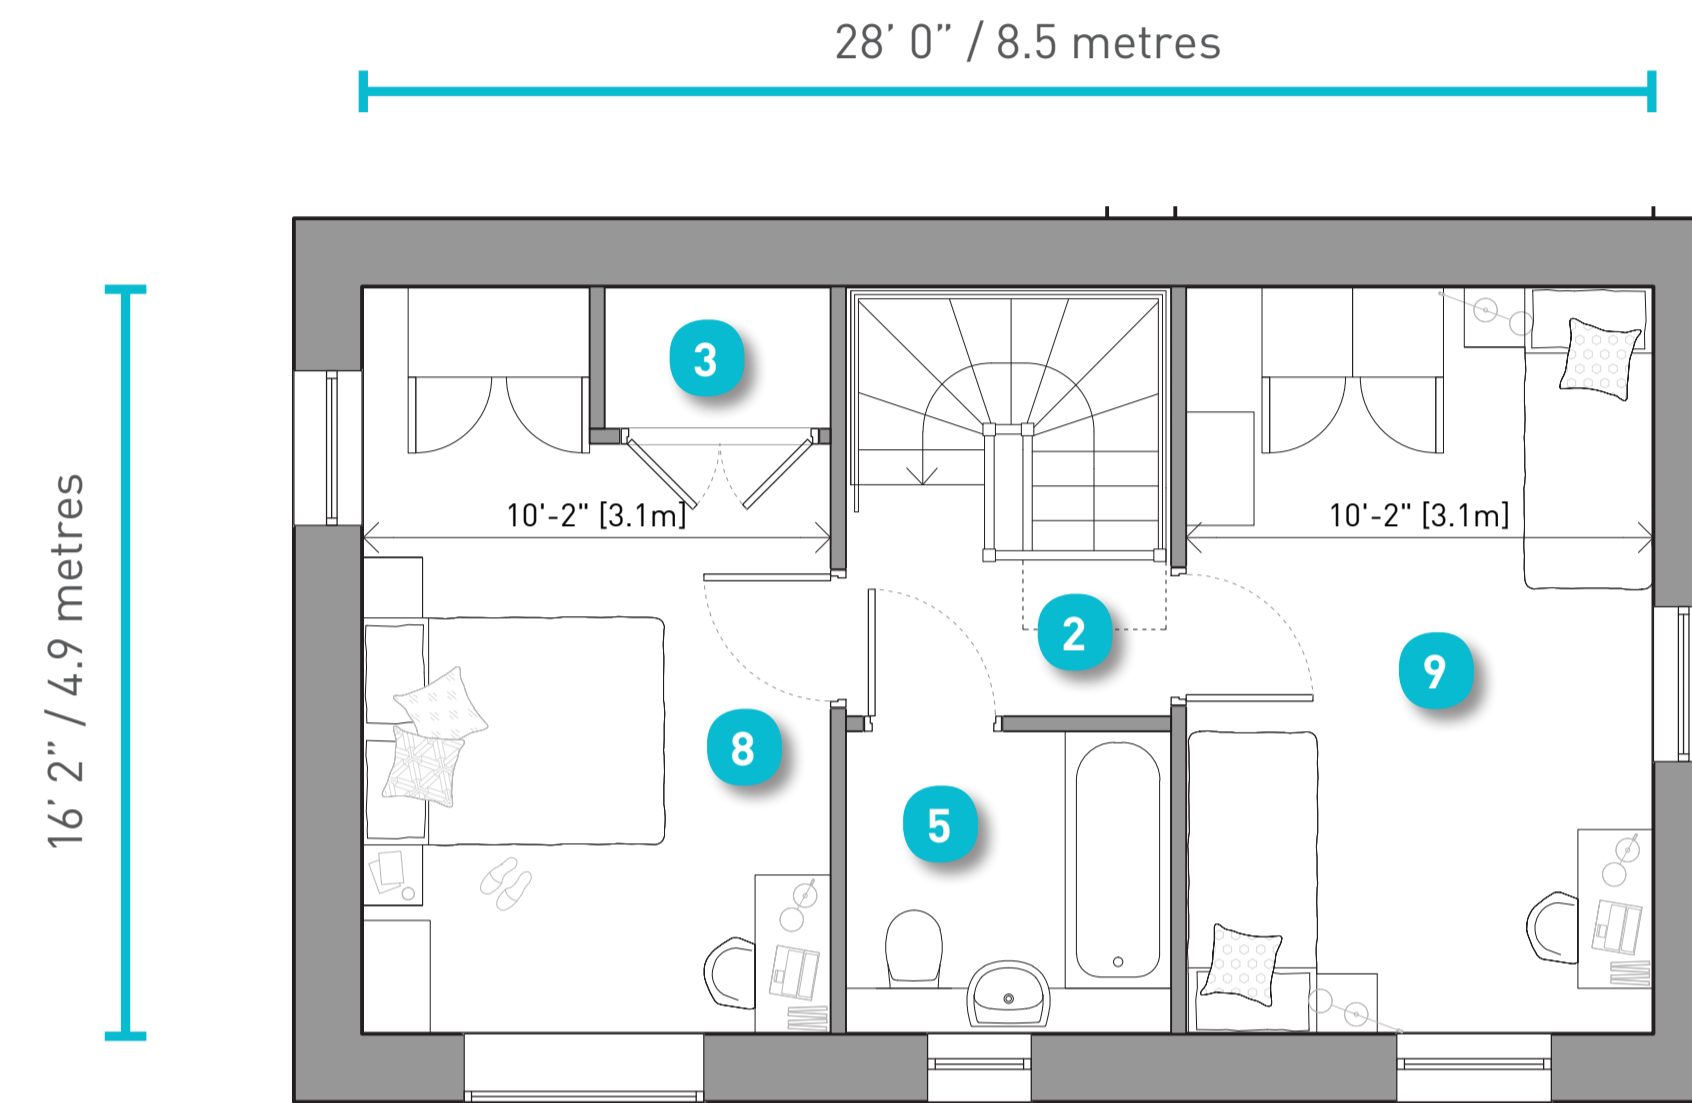 28’ 0” / 8.5 metres
16’ 2” / 4.9 metres
3
10'-2" [3.1m]
10'-2" [3.1m]
2
9
8
5